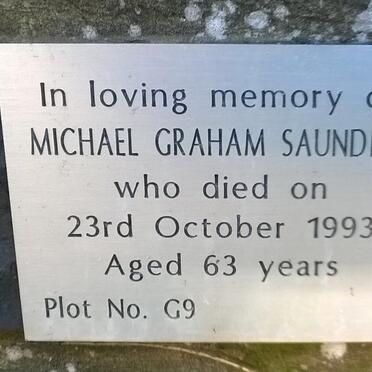 In loving memory
MICHAEL GRAHAM
who died on
23rd October 1993
Aged 63 years
Plot No. G9